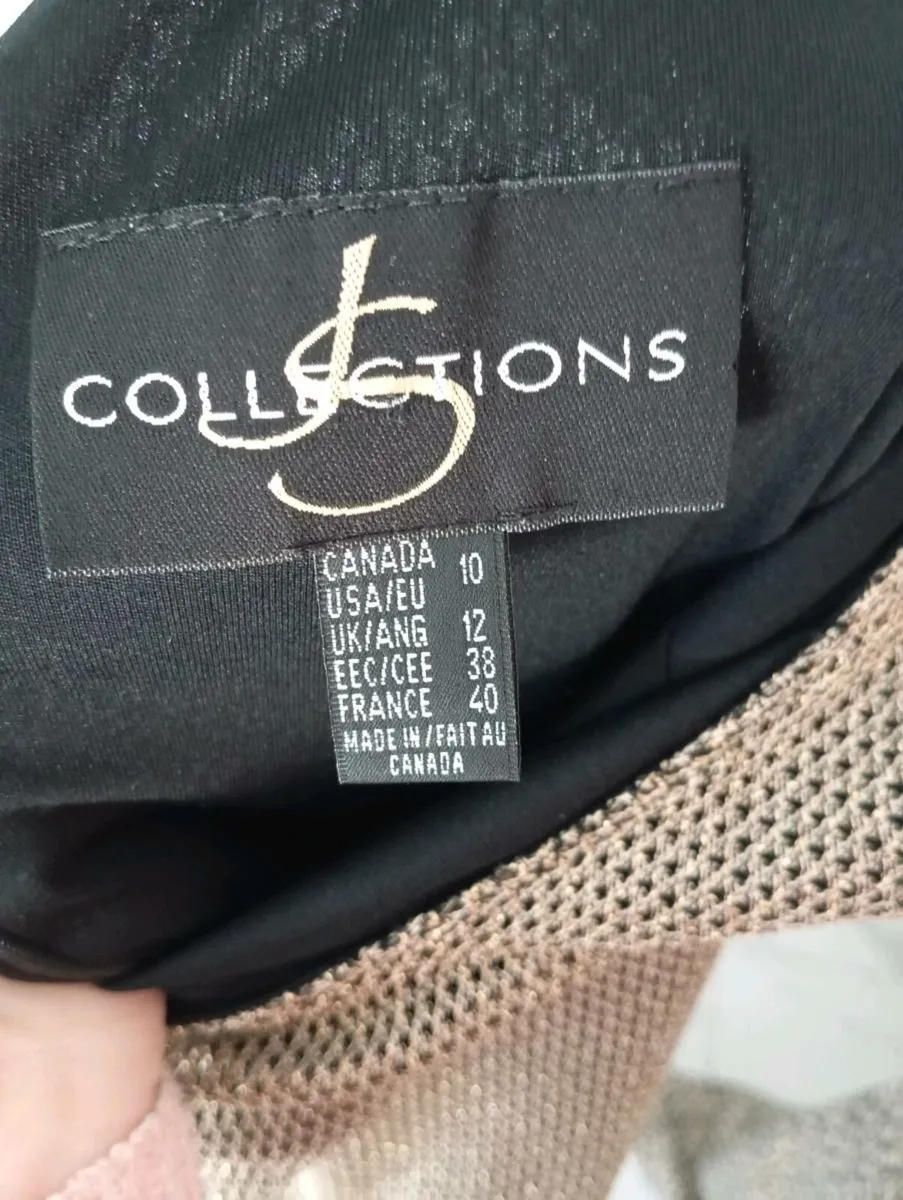 JS
COLLECTIONS
CANADA 10
USA/EU
UK/ANG 12
EEC/CEE 38
FRANCE 40
MADE IN/FAIT AU
CANADA